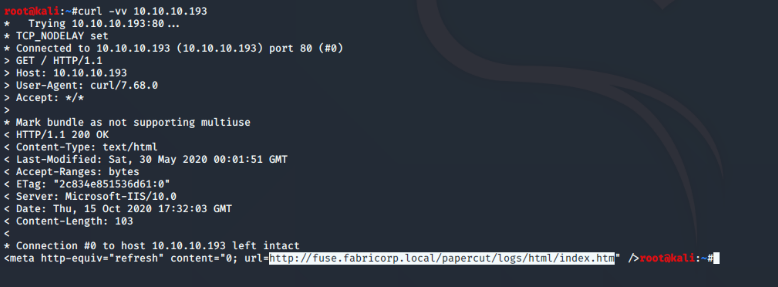 root@kali:~#curl -vv 10.10.10.193
*   Trying 10.10.10.193:80...
* TCP_NODELAY set
* Connected to 10.10.10.193 (10.10.10.193) port 80 (#0)
> GET / HTTP/1.1
> Host: 10.10.10.193
> User-Agent: curl/7.68.0
> Accept: */*
>
* Mark bundle as not supporting multiuse
< HTTP/1.1 200 OK
< Content-Type: text/html
< Last-Modified: Sat, 30 May 2020 00:01:51 GMT
< Accept-Ranges: bytes
< ETag: "2c834e851536d61:0"
< Server: Microsoft-IIS/10.0
< Date: Thu, 15 Oct 2020 17:32:03 GMT
< Content-Length: 103
<
* Connection #0 to host 10.10.10.193 left intact
<meta http-equiv="refresh" content="0; url=http://fuse.fabricorp.local/papercut/logs/html/index.htm" />root@kali:~#